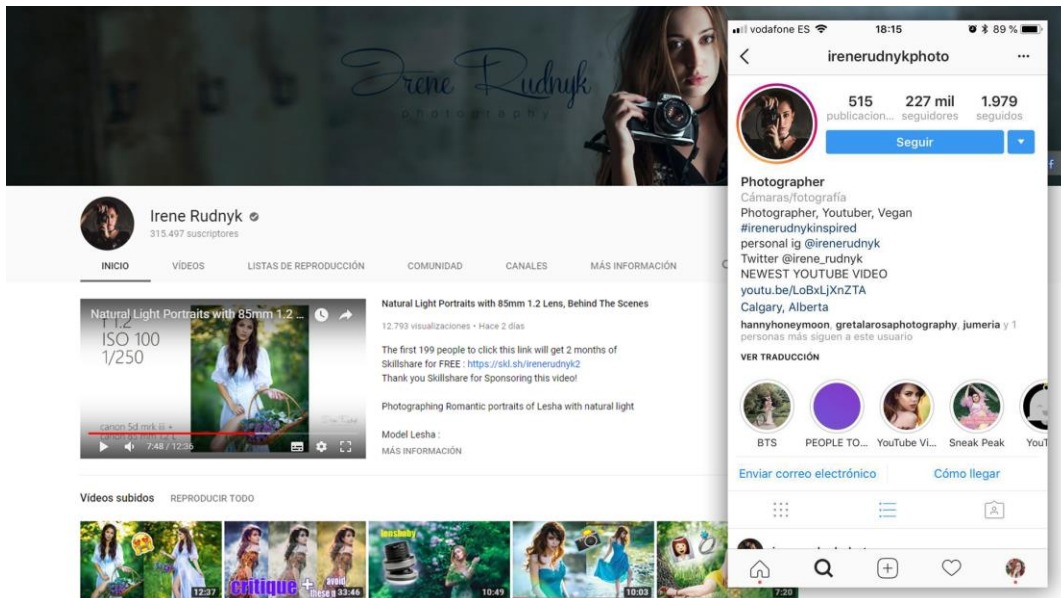 Irene Rudnyk
photography
Irene Rudnyk
315.497 suscriptores
INICIO VÍDEOS LISTAS DE REPRODUCCIÓN COMUNIDAD CANALES MÁS INFORMACIÓN
Natural Light Portraits with 85mm 1.2 ...
ISO 100
1/250
canon 5d mrk iii +
7:48 / 12:36
Natural Light Portraits with 85mm 1.2 Lens, Behind The Scenes
12.793 visualizaciones • Hace 2 días
The first 199 people to click this link will get 2 months of
Skillshare for FREE : https://skl.sh/irenerudnyk2
Thank you Skillshare for Sponsoring this video!
Photographing Romantic portraits of Lesha with natural light
Model Lesha :
MÁS INFORMACIÓN
Vídeos subidos REPRODUCIR TODO
12:37
critique + avoid
these n 33:46
lensbaby
10:49
10:03
7:20
vodafone ES 18:15 89 %
irenerudnykphoto
515 227 mil 1.979
publicacion... seguidores seguidos
Seguir
Photographer
Cámaras/fotografía
Photographer, Youtuber, Vegan
#irenerudnykinspired
personal ig @irenerudnyk
Twitter @irene_rudnyk
NEWEST YOUTUBE VIDEO
youtu.be/LoBxLjXnZTA
Calgary, Alberta
hannyhoneymoon, gretalarosaphotography, jumeria y 1
personas más siguen a este usuario
VER TRADUCCIÓN
BTS PEOPLE TO... YouTube Vi... Sneak Peak YouT
Enviar correo electrónico Cómo llegar